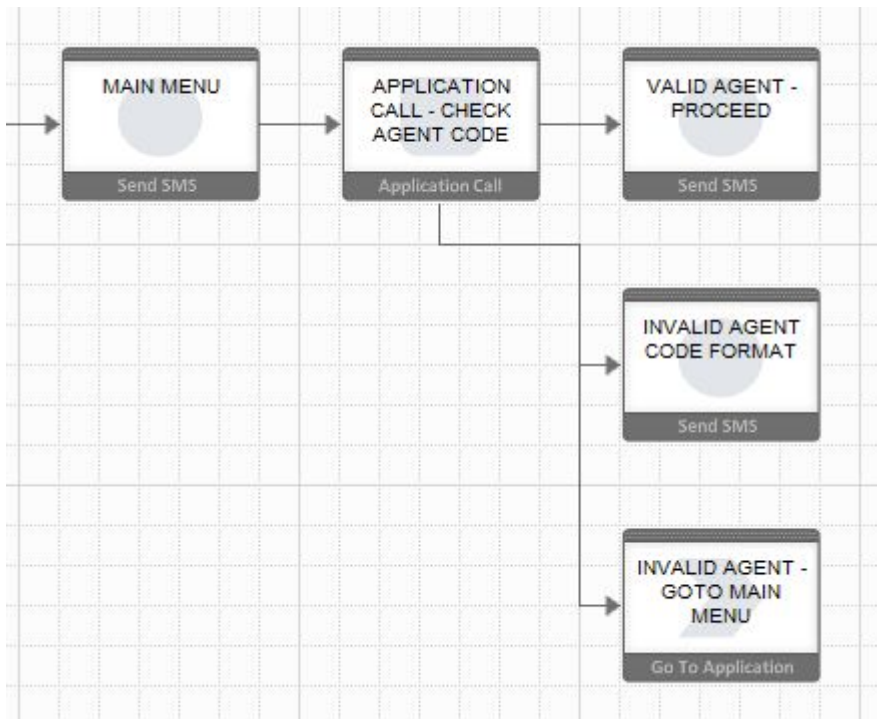 MAIN MENU
Send SMS
APPLICATION
CALL - CHECK
AGENT CODE
Application Call
VALID AGENT -
PROCEED
Send SMS
INVALID AGENT
CODE FORMAT
Send SMS
INVALID AGENT -
GOTO MAIN
MENU
Go To Application